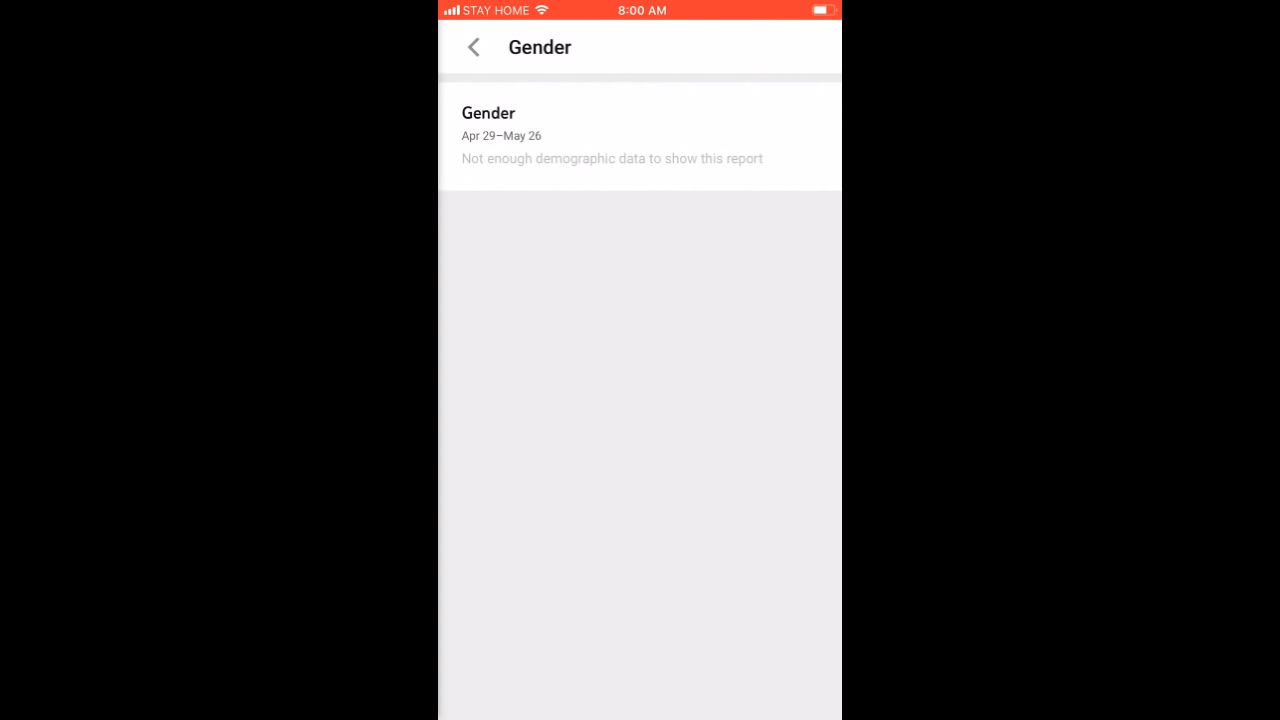 STAY HOME 8:00 AM
Gender
Gender
Apr 29–May 26
Not enough demographic data to show this report